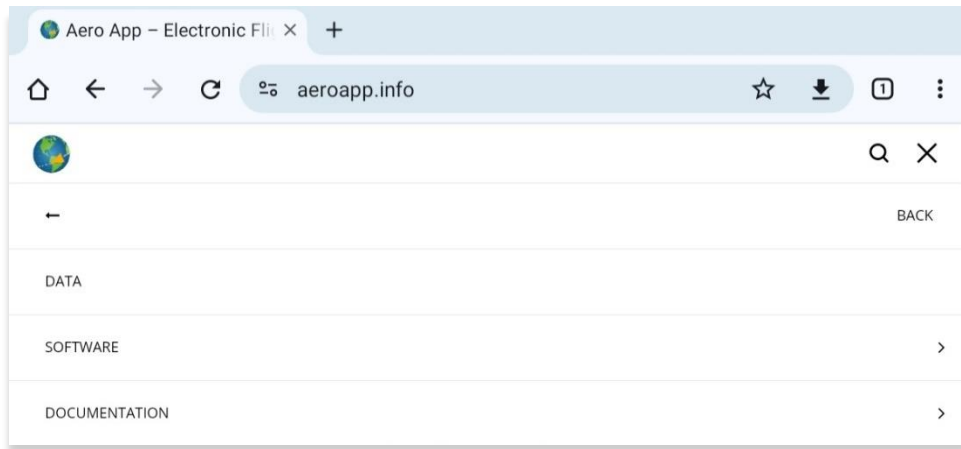 Aero App – Electronic Fli
aeroapp.info
1
BACK
DATA
SOFTWARE
DOCUMENTATION